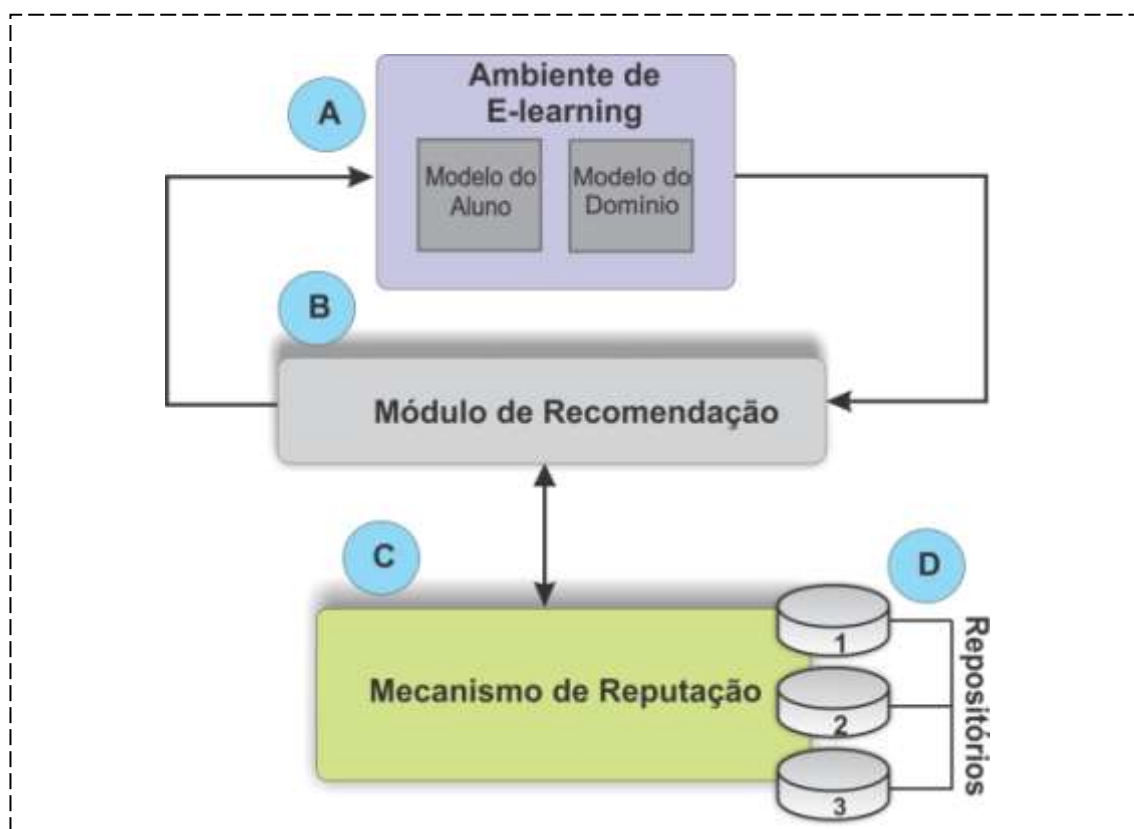 A
Ambiente de
E-learning
Modelo do
Aluno
Modelo do
Domínio
B
Módulo de Recomendação
C
D
Mecanismo de Reputação
1
2
3
Repositórios